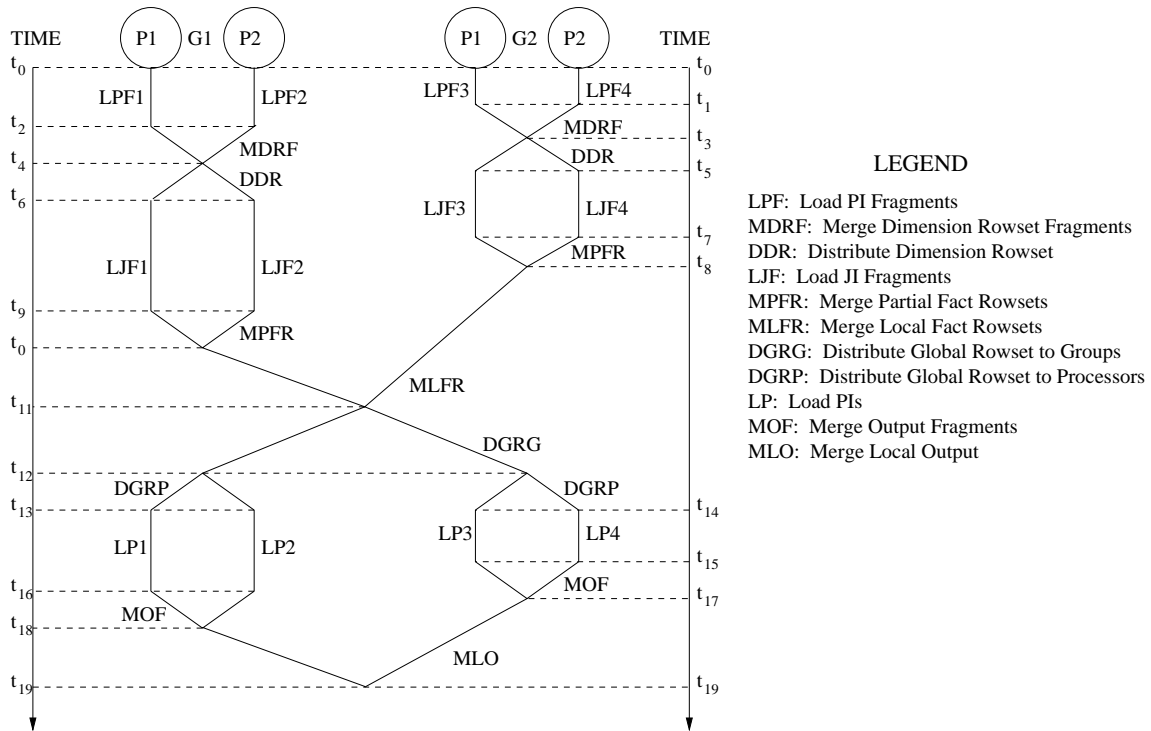 P1 G1 P2 P1 G2 P2
TIME TIME
t0 t0
LPF1 LPF2 LPF3 LPF4
t1
t2
MDRF MDRF
t3
t4
DDR DDR
t5
t6
LJF1 LJF2 LJF3 LJF4
t7
MPFR
t8
t9
MPFR
t0
MLFR
t11
DGRG
t12
DGRP DGRP
t13 t14
LP1 LP2 LP3 LP4
t15
t16
MOF
t17
MOF
t18
MLO
t19 t19
LEGEND
LPF: Load PI Fragments
MDRF: Merge Dimension Rowset Fragments
DDR: Distribute Dimension Rowset
LJF: Load JI Fragments
MPFR: Merge Partial Fact Rowsets
MLFR: Merge Local Fact Rowsets
DGRG: Distribute Global Rowset to Groups
DGRP: Distribute Global Rowset to Processors
LP: Load PIs
MOF: Merge Output Fragments
MLO: Merge Local Output